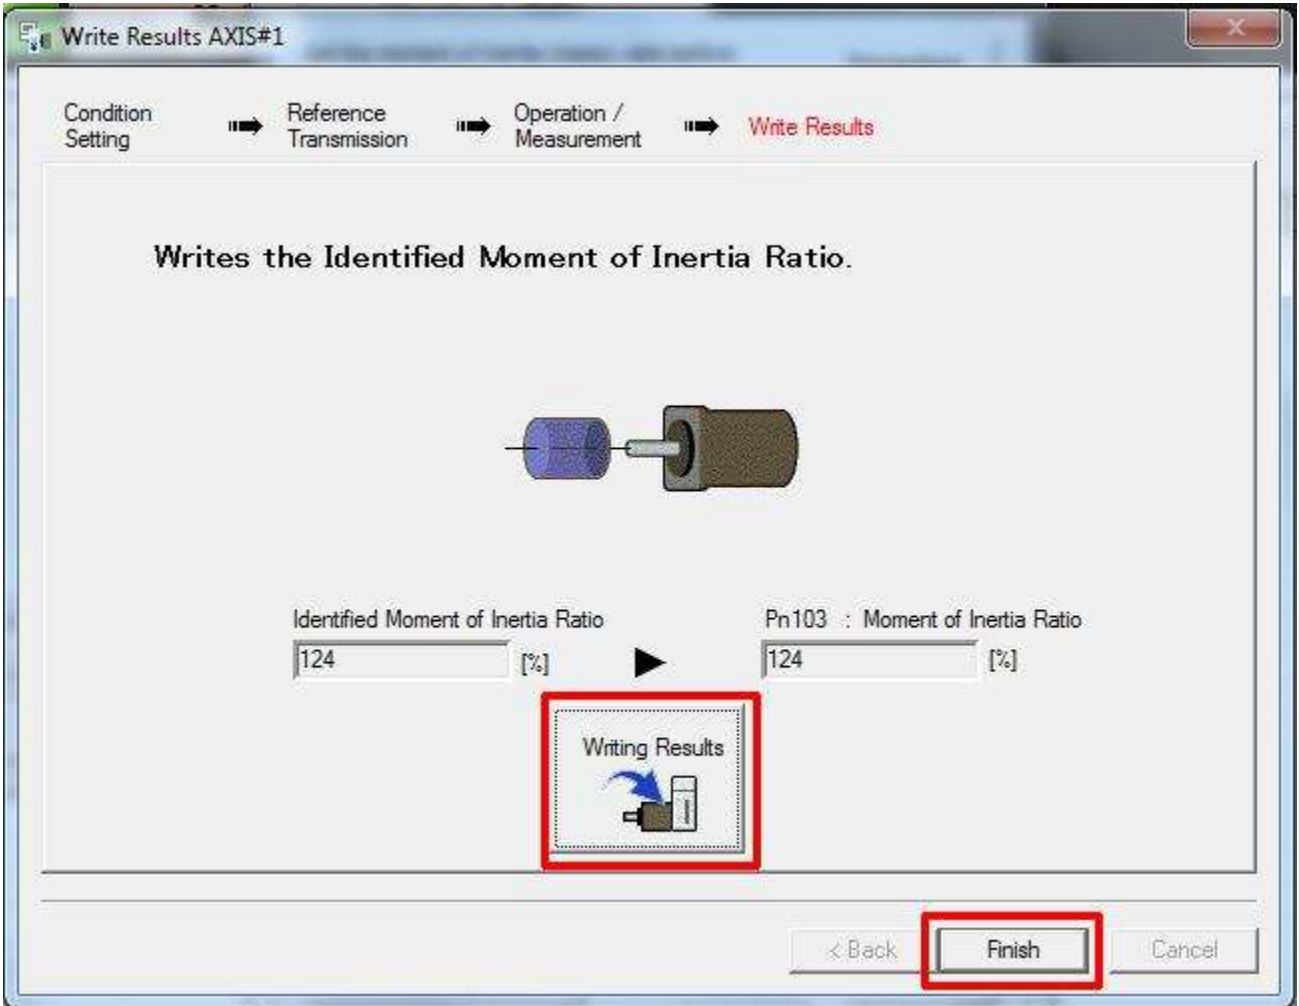 Write Results AXIS#1
Condition
Setting
Reference
Transmission
Operation /
Measurement
Write Results
Writes the Identified Moment of Inertia Ratio.
Identified Moment of Inertia Ratio
124
[%]
Pn103 : Moment of Inertia Ratio
124
[%]
Writing Results
< Back
Finish
Cancel